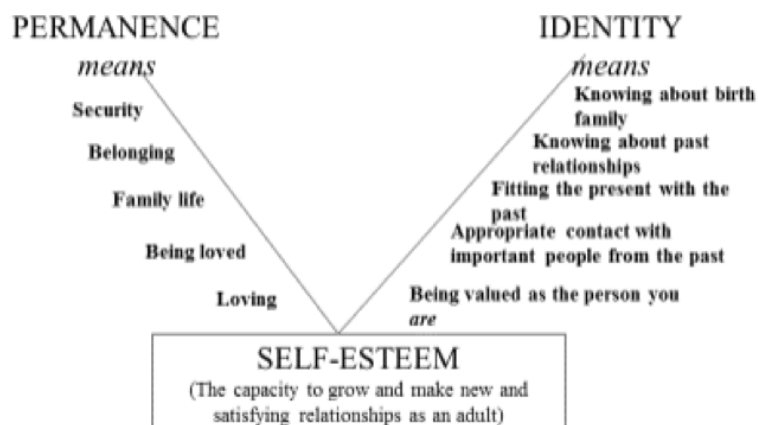 PERMANENCE
means
Security
Belonging
Family life
Being loved
Loving
IDENTITY
means
Knowing about birth
family
Knowing about past
relationships
Fitting the present with the
past
Appropriate contact with
important people from the past
Being valued as the person you
are
SELF-ESTEEM
(The capacity to grow and make new and
satisfying relationships as an adult)